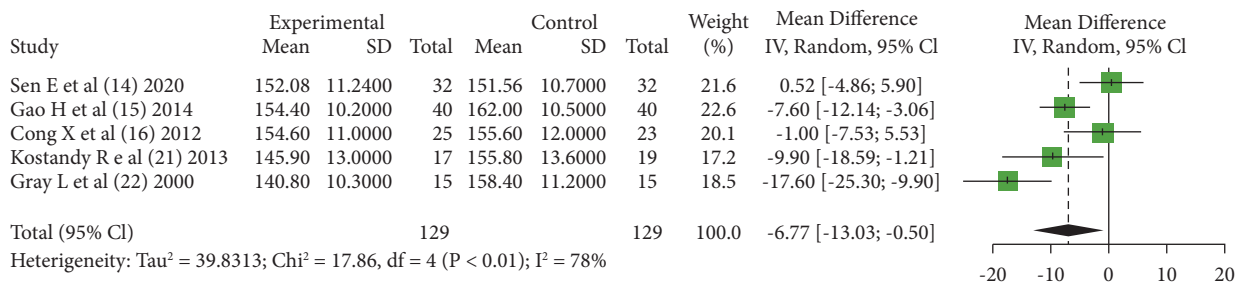 Experimental Control Weight Mean Difference Mean Difference
Study Mean SD Total Mean SD Total (%) IV, Random, 95% Cl IV, Random, 95% Cl
Sen E et al (14) 2020 152.08 11.2400 32 151.56 10.7000 32 21.6 0.52 [-4.86; 5.90]
Gao H et al (15) 2014 154.40 10.2000 40 162.00 10.5000 40 22.6 -7.60 [-12.14; -3.06]
Cong X et al (16) 2012 154.60 11.0000 25 155.60 12.0000 23 20.1 -1.00 [-7.53; 5.53]
Kostandy R e al (21) 2013 145.90 13.0000 17 155.80 13.6000 19 17.2 -9.90 [-18.59; -1.21]
Gray L et al (22) 2000 140.80 10.3000 15 158.40 11.2000 15 18.5 -17.60 [-25.30; -9.90]
Total (95% Cl) 129 129 100.0 -6.77 [-13.03; -0.50]
Heterigeneity: Tau² = 39.8313; Chi² = 17.86, df = 4 (P < 0.01); I² = 78%
-20 -10 0 10 20